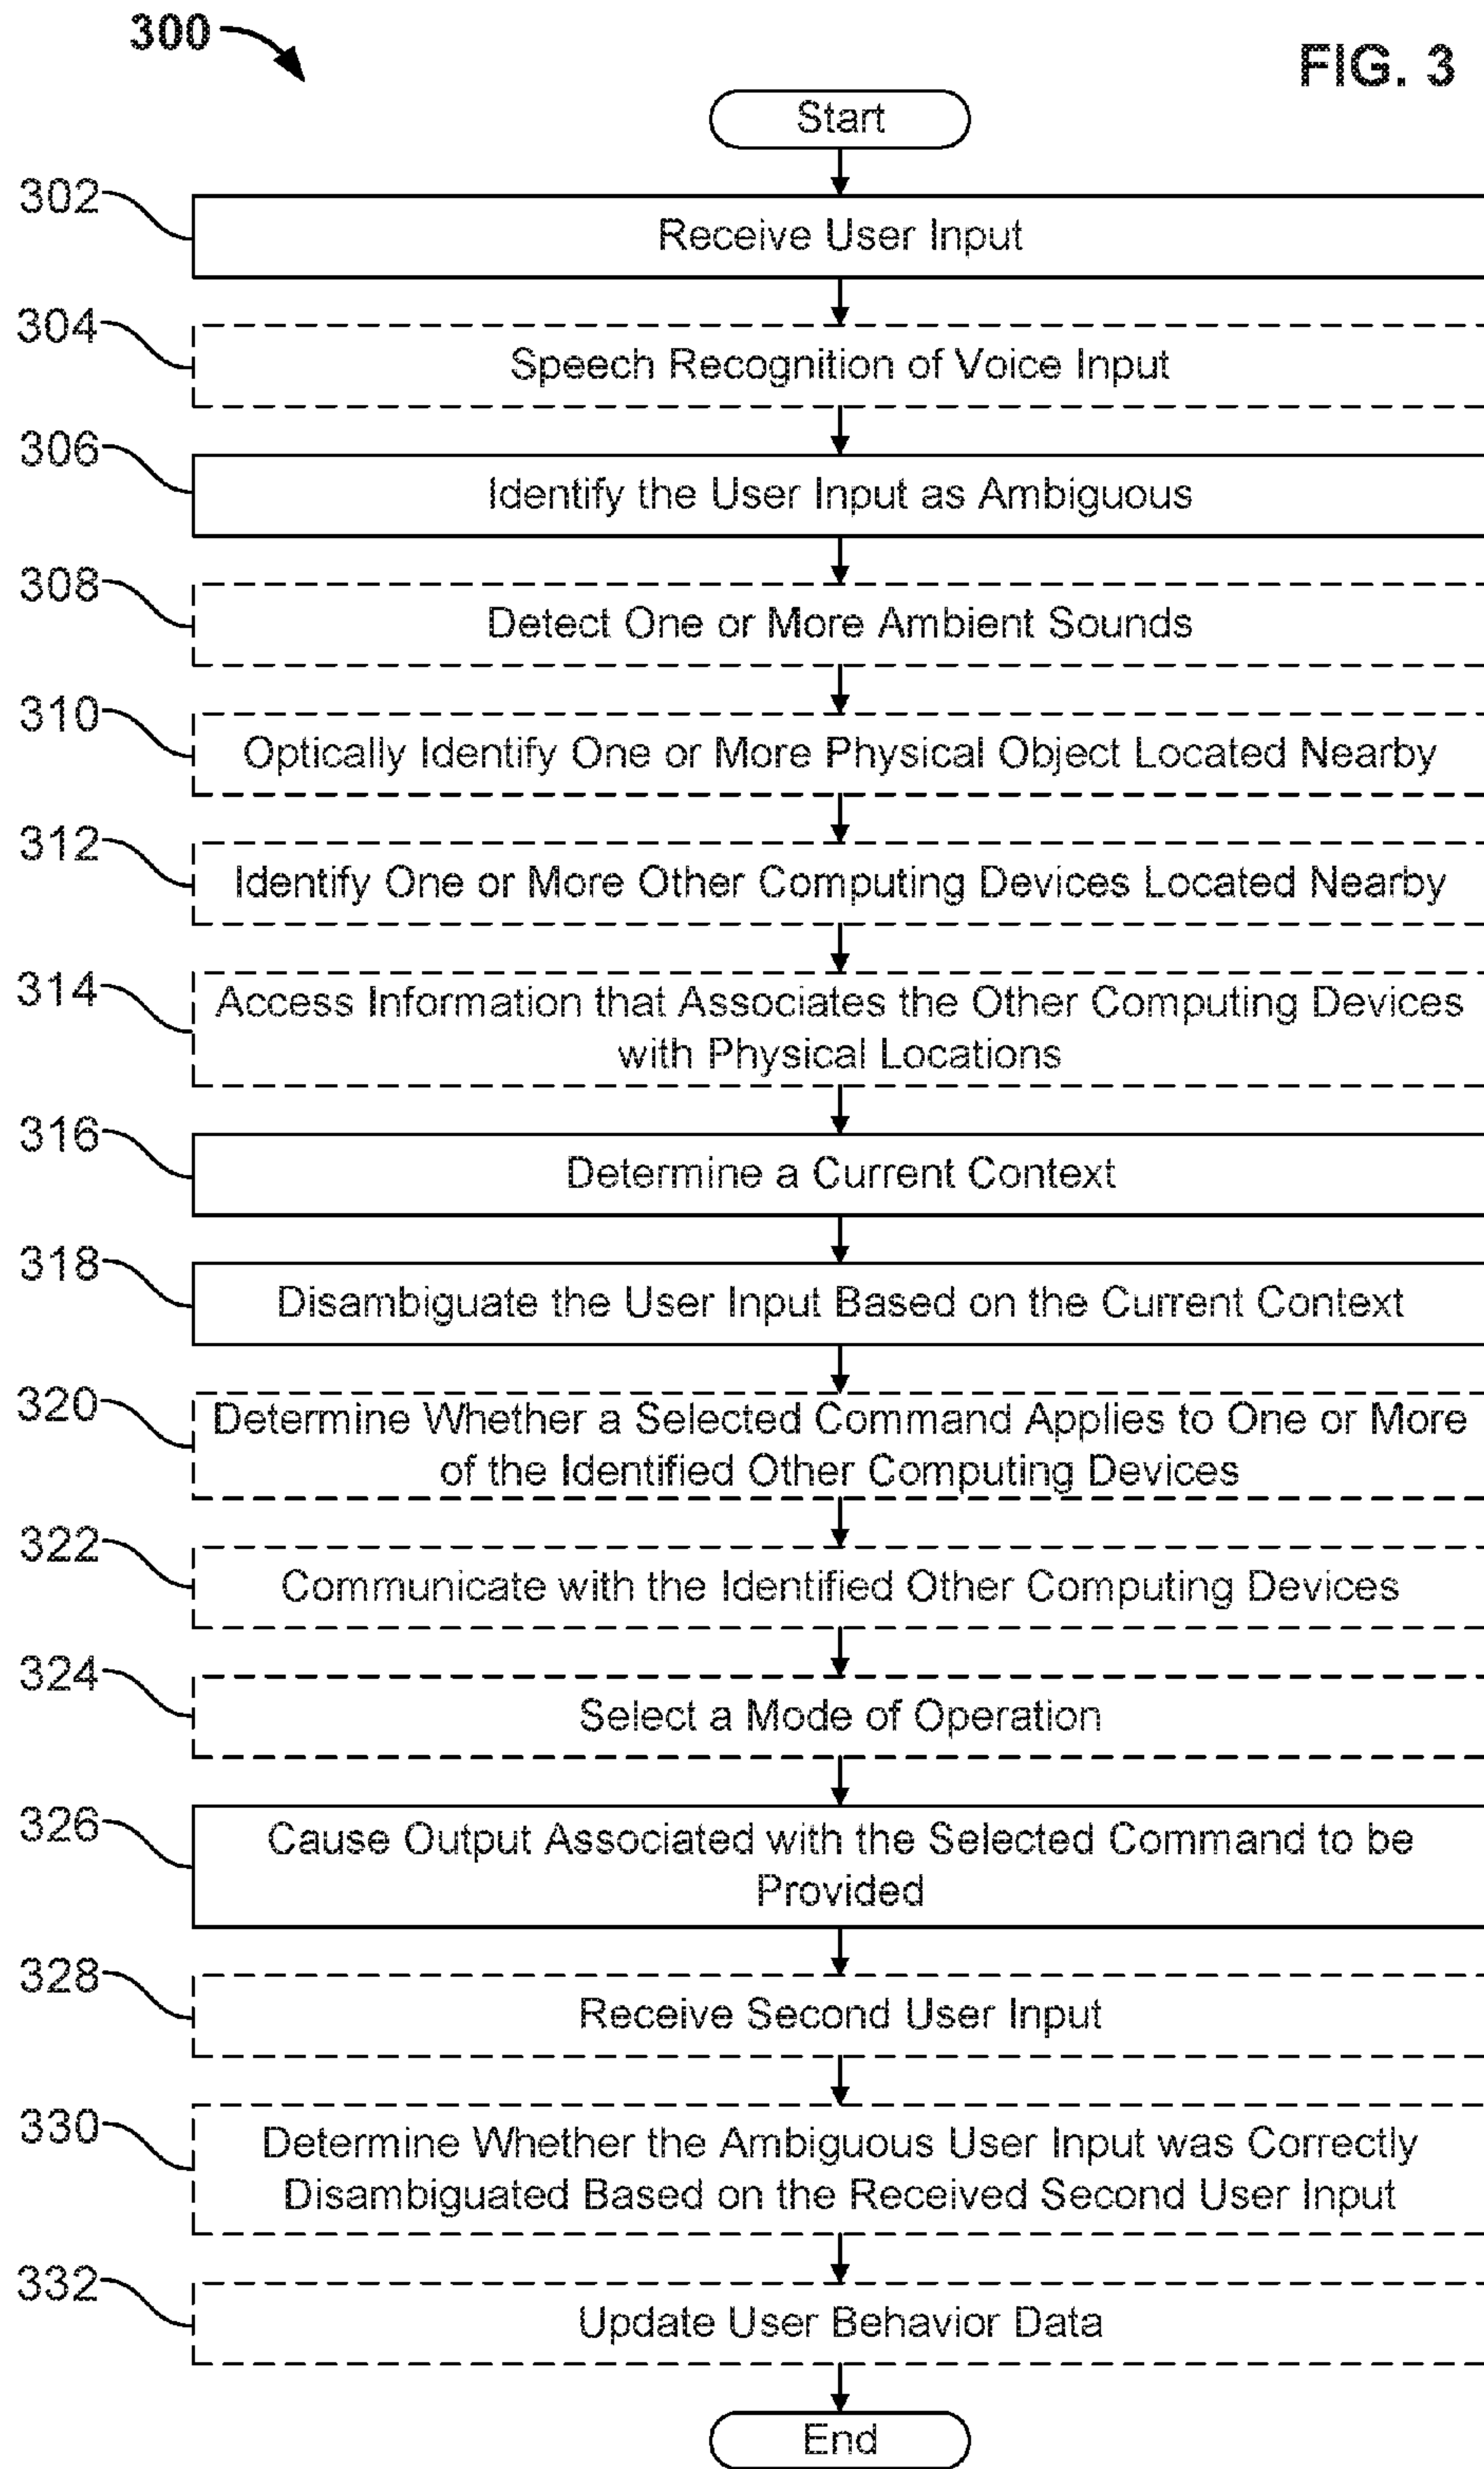 300
FIG. 3
Start
302
Receive User Input
304
Speech Recognition of Voice Input
306
Identify the User Input as Ambiguous
308
Detect One or More Ambient Sounds
310
Optically Identify One or More Physical Object Located Nearby
312
Identify One or More Other Computing Devices Located Nearby
314
Access Information that Associates the Other Computing Devices
with Physical Locations
316
Determine a Current Context
318
Disambiguate the User Input Based on the Current Context
320
Determine Whether a Selected Command Applies to One or More
of the Identified Other Computing Devices
322
Communicate with the Identified Other Computing Devices
324
Select a Mode of Operation
326
Cause Output Associated with the Selected Command to be
Provided
328
Receive Second User Input
330
Determine Whether the Ambiguous User Input was Correctly
Disambiguated Based on the Received Second User Input
332
Update User Behavior Data
End